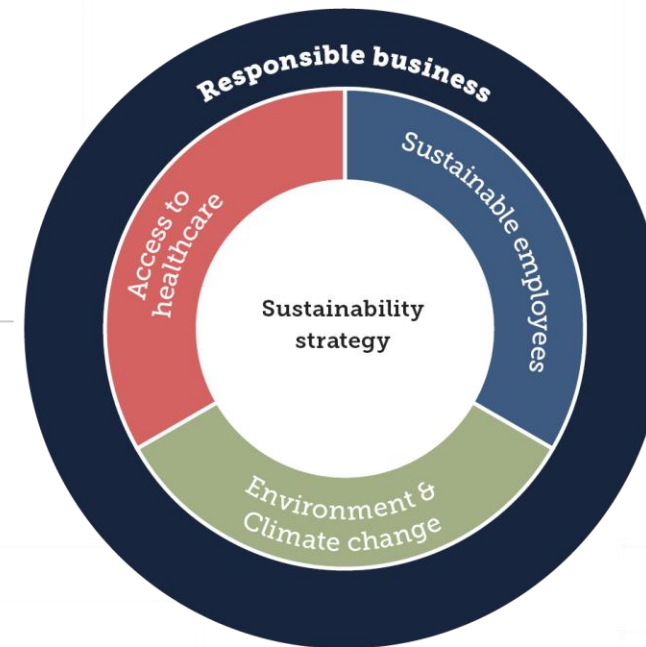 Responsible business
Access to
healthcare
Sustainable employees
Sustainability
strategy
Environment &
Climate change